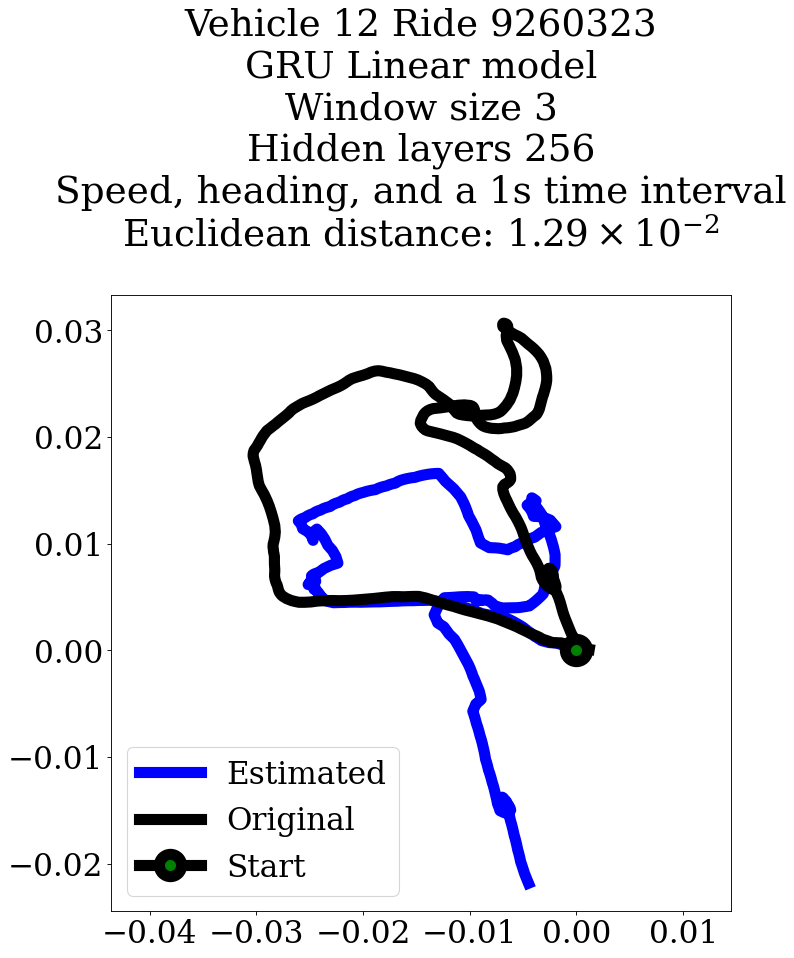 Vehicle 12 Ride 9260323
GRU Linear model
Window size 3
Hidden layers 256
Speed, heading, and a 1s time interval
Euclidean distance: 1.29 × 10⁻²
0.03
0.02
0.01
0.00
−0.01
−0.02
Estimated
Original
Start
−0.04 −0.03 −0.02 −0.01 0.00 0.01